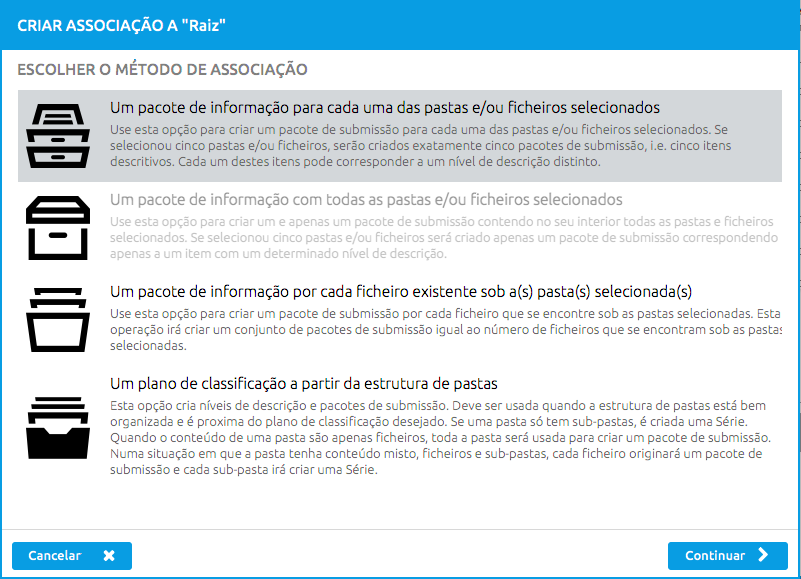 CRIAR ASSOCIAÇÃO A "Raiz"
ESCOLHER O MÉTODO DE ASSOCIAÇÃO
Um pacote de informação para cada uma das pastas e/ou ficheiros selecionados
Use esta opção para criar um pacote de submissão para cada uma das pastas e/ou ficheiros selecionados. Se
selecionou cinco pastas e/ou ficheiros, serão criados exatamente cinco pacotes de submissão, i.e. cinco itens
descritivos. Cada um destes itens pode corresponder a um nível de descrição distinto.
Um pacote de informação com todas as pastas e/ou ficheiros selecionados
Use esta opção para criar um e apenas um pacote de submissão contendo no seu interior todas as pastas e ficheiros
selecionados. Se selecionou cinco pastas e/ou ficheiros será criado apenas um pacote de submissão correspondendo
apenas a um item com um determinado nível de descrição.
Um pacote de informação por cada ficheiro existente sob a(s) pasta(s) selecionada(s)
Use esta opção para criar um pacote de submissão por cada ficheiro que se encontre sob as pastas selecionadas. Esta
operação irá criar um conjunto de pacotes de submissão igual ao número de ficheiros que se encontram sob as pastas
selecionadas.
Um plano de classificação a partir da estrutura de pastas
Esta opção cria níveis de descrição e pacotes de submissão. Deve ser usada quando a estrutura de pastas está bem
organizada e é proxima do plano de classificação desejado. Se uma pasta só tem sub-pastas, é criada uma Série.
Quando o conteúdo de uma pasta são apenas ficheiros, toda a pasta será usada para criar um pacote de submissão.
Numa situação em que a pasta tenha conteúdo misto, ficheiros e sub-pastas, cada ficheiro originará um pacote de
submissão e cada sub-pasta irá criar uma Série.
Cancelar
Continuar